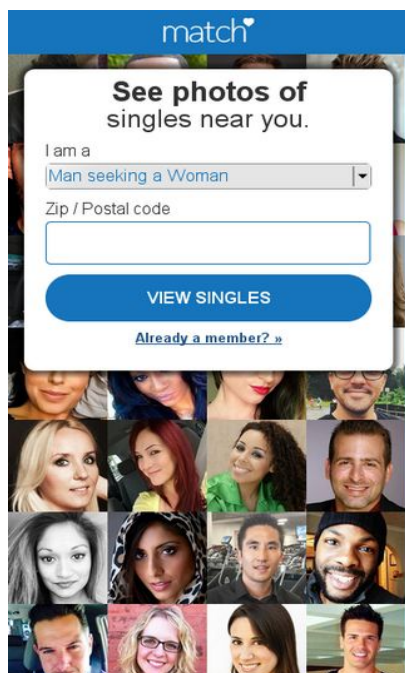 match
See photos of
singles near you.
I am a
Man seeking a Woman
Zip / Postal code
VIEW SINGLES
Already a member? »